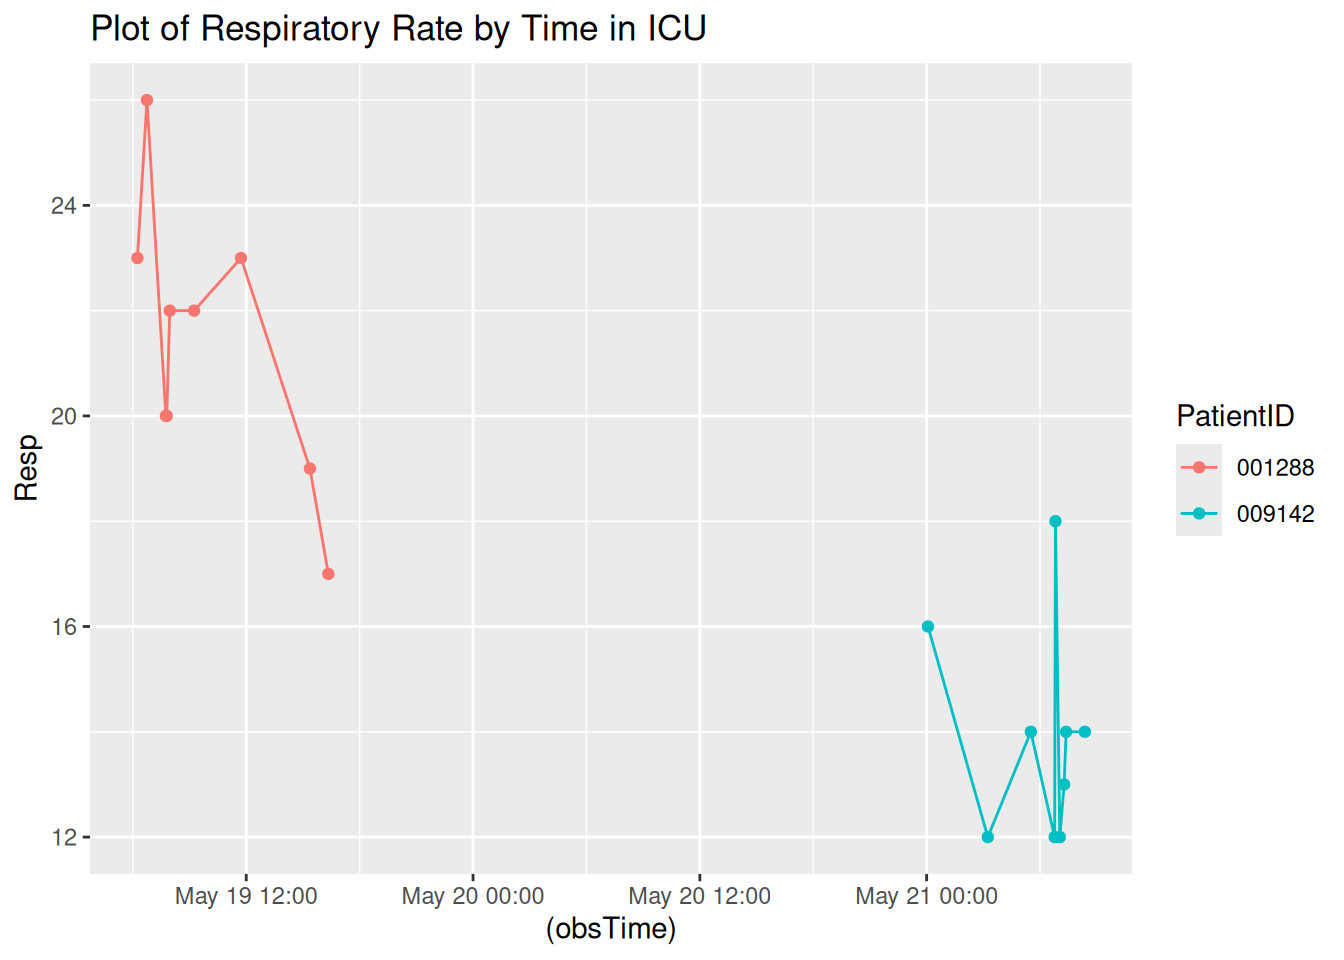 Plot of Respiratory Rate by Time in ICU
24
20
16
12
Resp
May 19 12:00
May 20 00:00
May 20 12:00
May 21 00:00
(obsTime)
PatientID
001288
009142